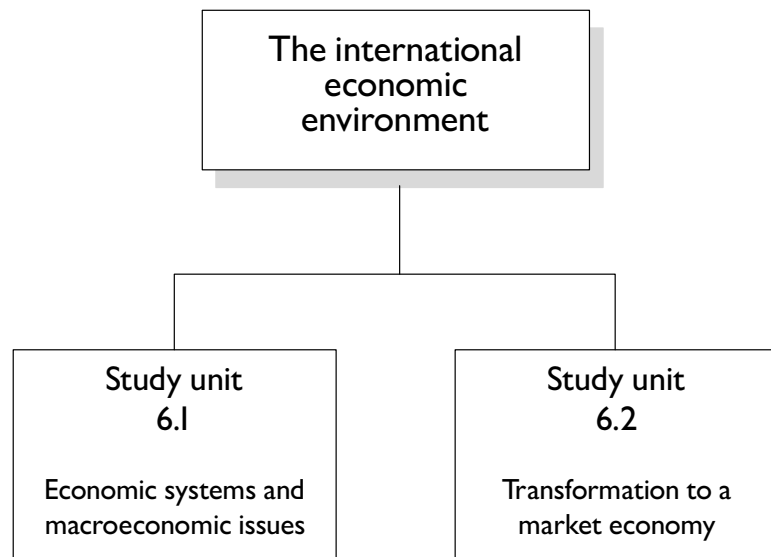 The international
economic
environment
Study unit
6.1
Economic systems and
macroeconomic issues
Study unit
6.2
Transformation to a
market economy